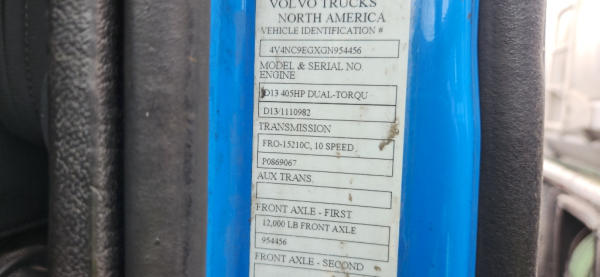 VOLVO TRUCKS
NORTH AMERICA
VEHICLE IDENTIFICATION #
4V4NC9EGXGN954456
MODEL & SERIAL NO.
ENGINE
D13 405HP DUAL-TORQU
D13/1110982
TRANSMISSION
FRO-15210C, 10 SPEED
P0869067
AUX TRANS.
FRONT AXLE - FIRST
12,000 LB FRONT AXLE
954456
FRONT AXLE - SECOND